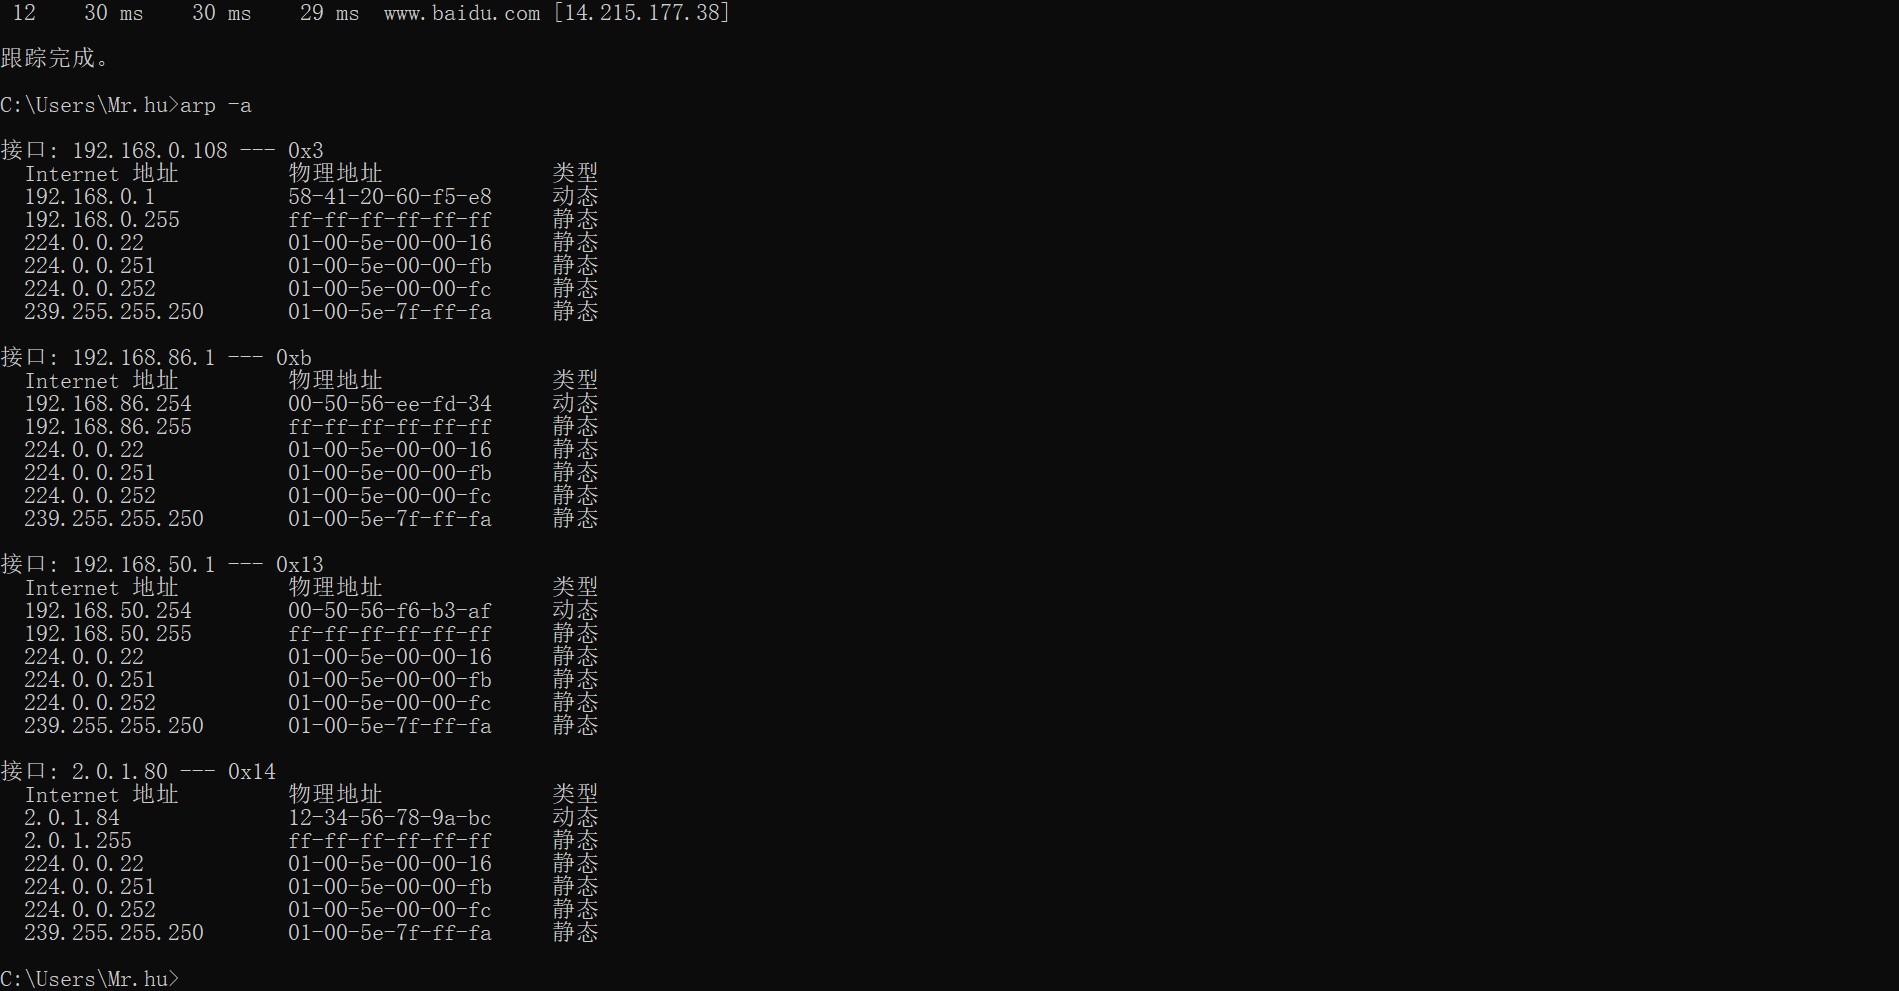 12    30 ms    30 ms    29 ms  www.baidu.com [14.215.177.38]
跟踪完成。
C:\Users\Mr.hu>arp -a
接口: 192.168.0.108 --- 0x3
  Internet 地址         物理地址              类型
  192.168.0.1           58-41-20-60-f5-e8     动态
  192.168.0.255         ff-ff-ff-ff-ff-ff     静态
  224.0.0.22            01-00-5e-00-00-16     静态
  224.0.0.251           01-00-5e-00-00-fb     静态
  224.0.0.252           01-00-5e-00-00-fc     静态
  239.255.255.250       01-00-5e-7f-ff-fa     静态
接口: 192.168.86.1 --- 0xb
  Internet 地址         物理地址              类型
  192.168.86.254        00-50-56-ee-fd-34     动态
  192.168.86.255        ff-ff-ff-ff-ff-ff     静态
  224.0.0.22            01-00-5e-00-00-16     静态
  224.0.0.251           01-00-5e-00-00-fb     静态
  224.0.0.252           01-00-5e-00-00-fc     静态
  239.255.255.250       01-00-5e-7f-ff-fa     静态
接口: 192.168.50.1 --- 0x13
  Internet 地址         物理地址              类型
  192.168.50.254        00-50-56-f6-b3-af     动态
  192.168.50.255        ff-ff-ff-ff-ff-ff     静态
  224.0.0.22            01-00-5e-00-00-16     静态
  224.0.0.251           01-00-5e-00-00-fb     静态
  224.0.0.252           01-00-5e-00-00-fc     静态
  239.255.255.250       01-00-5e-7f-ff-fa     静态
接口: 2.0.1.80 --- 0x14
  Internet 地址         物理地址              类型
  2.0.1.84              12-34-56-78-9a-bc     动态
  2.0.1.255             ff-ff-ff-ff-ff-ff     静态
  224.0.0.22            01-00-5e-00-00-16     静态
  224.0.0.251           01-00-5e-00-00-fb     静态
  224.0.0.252           01-00-5e-00-00-fc     静态
  239.255.255.250       01-00-5e-7f-ff-fa     静态
C:\Users\Mr.hu>